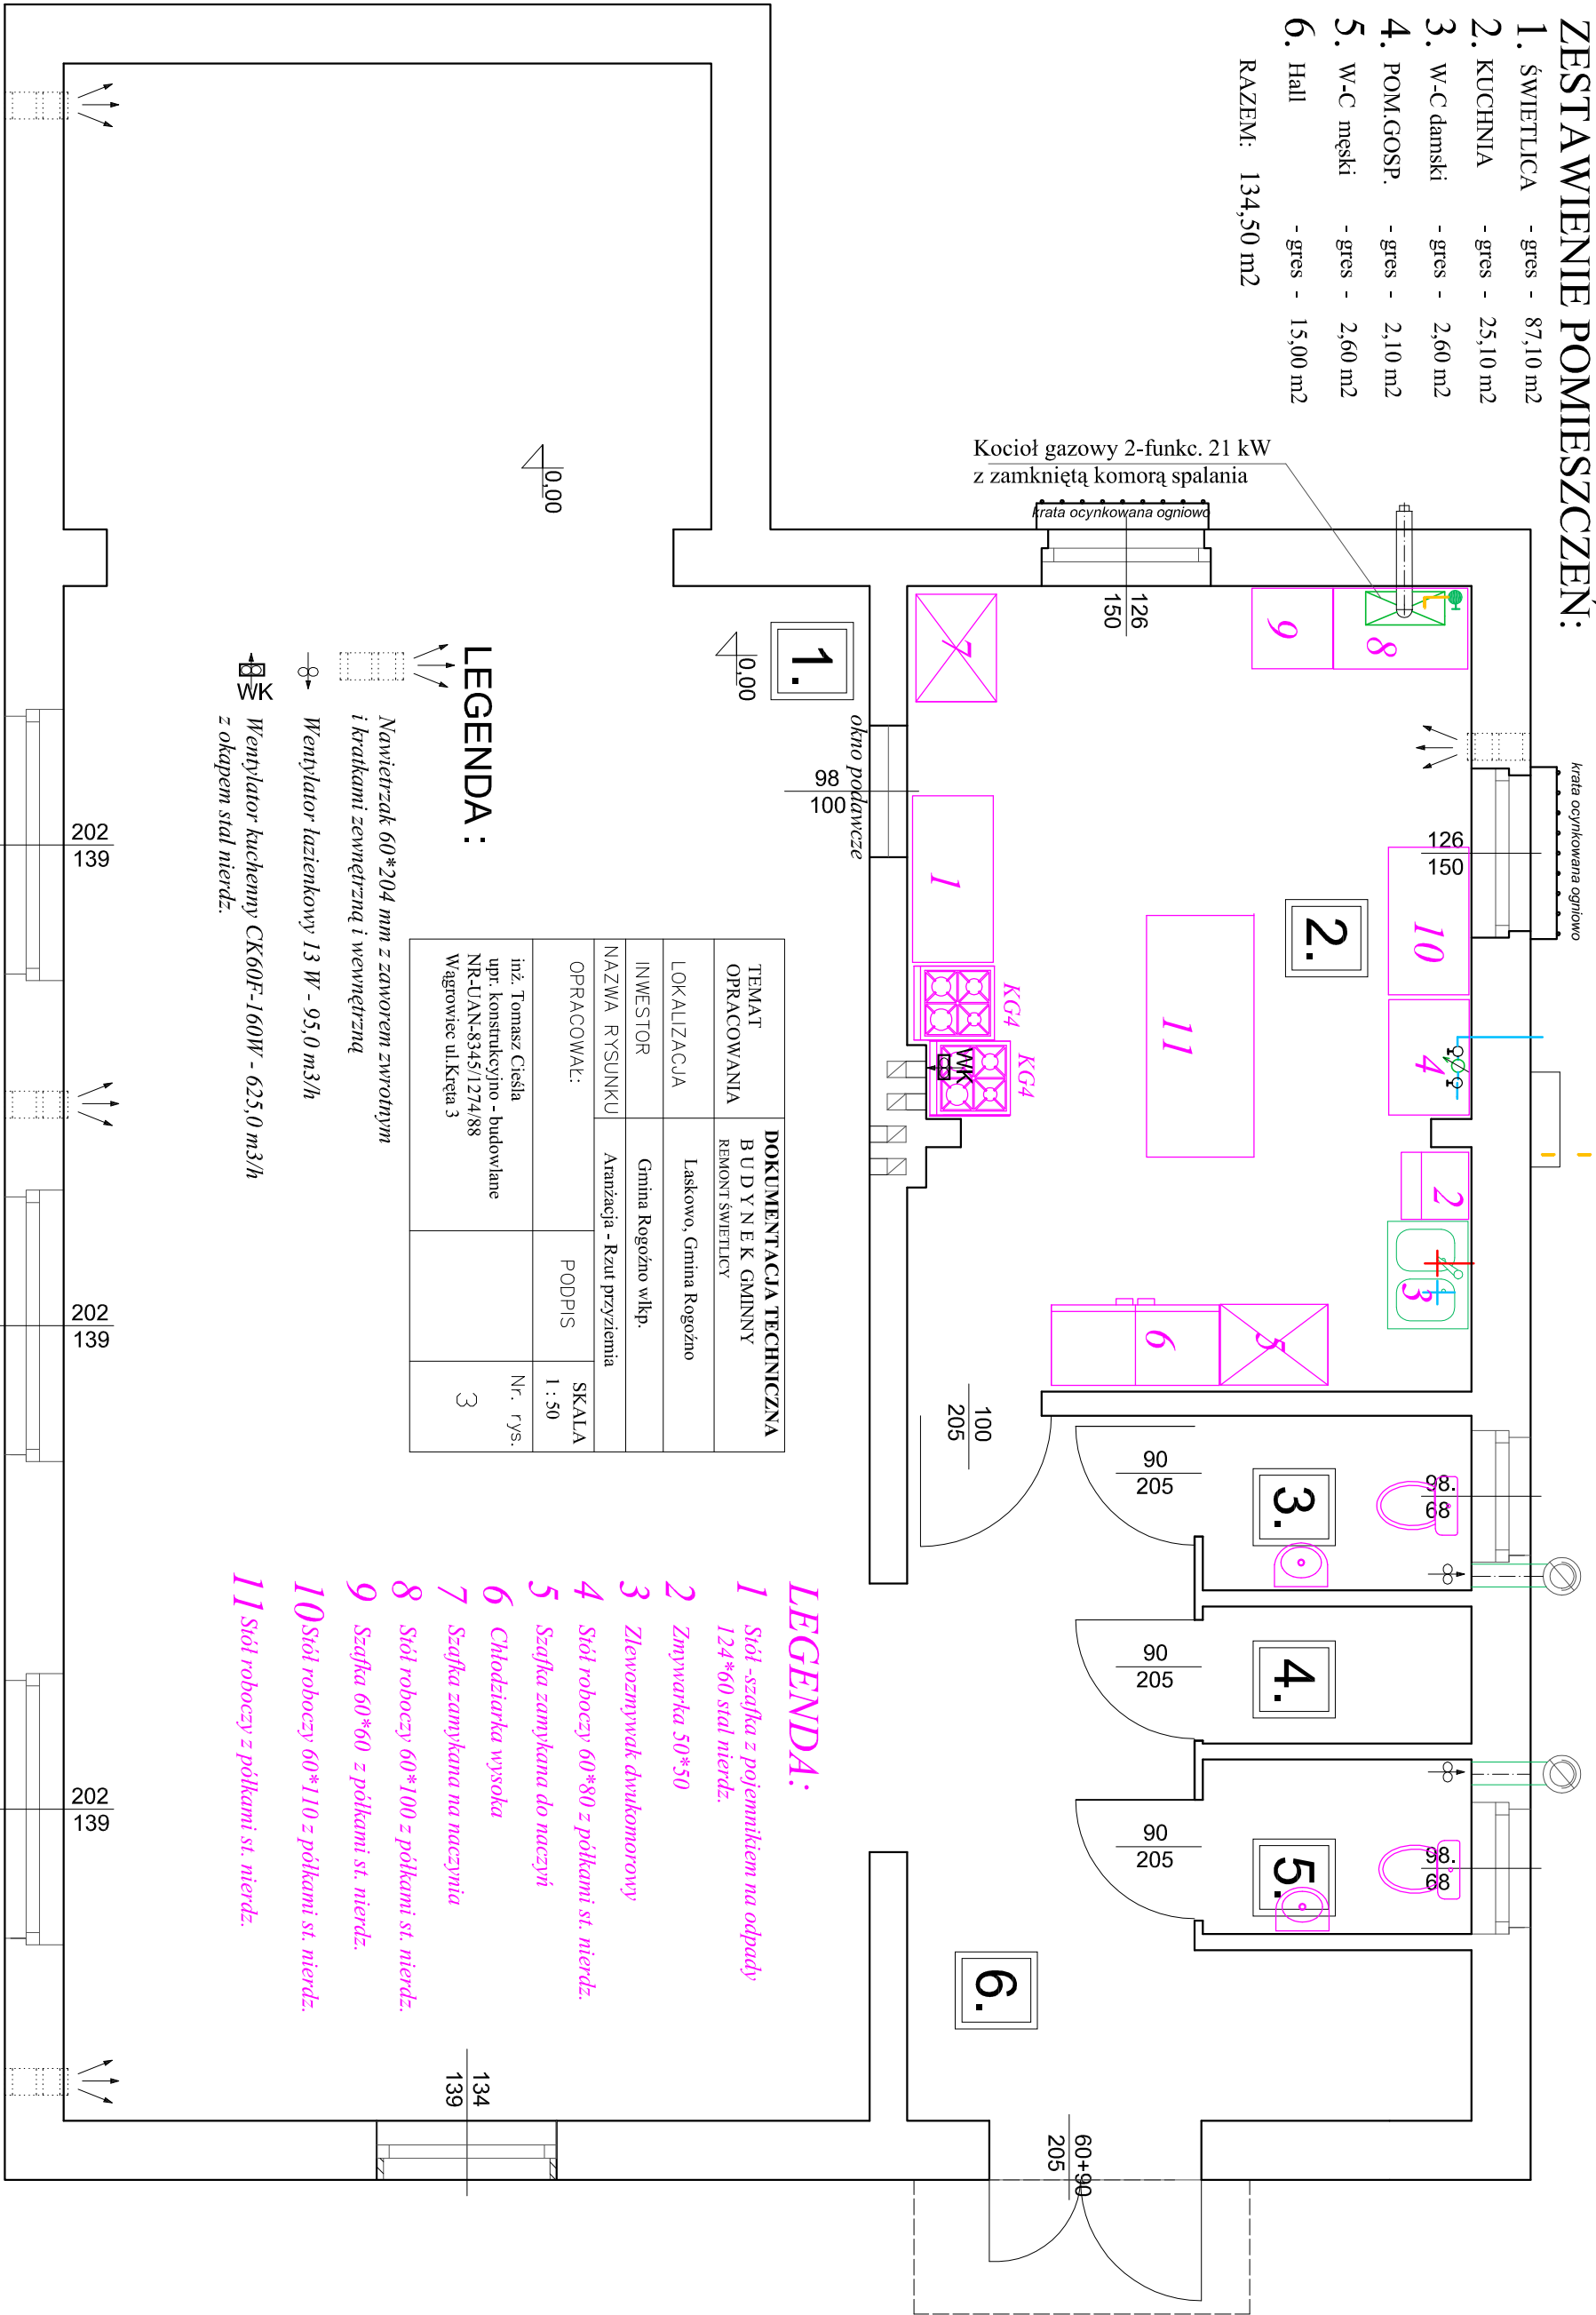 ZESTAWIENIE POMIESZCZEŃ:
1. ŚWIETLICA - gres - 87,10 m2
2. KUCHNIA - gres - 25,10 m2
3. W-C damski - gres - 2,60 m2
4. POM.GOSP. - gres - 2,10 m2
5. W-C męski - gres - 2,60 m2
6. Hall - gres - 15,00 m2
RAZEM: 134,50 m2
Kocioł gazowy 2-funkc. 21 kW
z zamkniętą komorą spalania
krata ocynkowana ogniowo
126
150
krata ocynkowana ogniowo
126
150
9
8
7
10
4
2
3
11
1
KG4
KG4
WK
6
5
2.
1.
0,00
0,00
okno podawcze
98
100
100
205
90
205
90
205
90
205
98.
68
98.
68
3.
4.
5.
6.
60+90
205
134
139
202
139
202
139
202
139
LEGENDA :
Nawietrzak 60*204 mm z zaworem zwrotnym
i kratkami zewnętrzną i wewnętrzną
Wentylator łazienkowy 13 W - 95,0 m3/h
WK
Wentylator kuchenny CK60F-160W - 625,0 m3/h
z okapem stal nierdz.
TEMAT
OPRACOWANIA
DOKUMENTACJA TECHNICZNA
B U D Y N E K GMINNY
REMONT ŚWIETLICY
LOKALIZACJA
Laskowo, Gmina Rogoźno
INWESTOR
Gmina Rogoźno wlkp.
NAZWA RYSUNKU
Aranżacja - Rzut przyziemia
OPRACOWAŁ:
PODPIS
SKALA
1 : 50
inż. Tomasz Cieśla
upr. konstrukcyjno - budowlane
NR-UAN-8345/1274/88
Wągrowiec ul.Kręta 3
Nr. rys.
3
LEGENDA:
1 Stół -szafka z pojemnikiem na odpady
124*60 stal nierdz.
2 Zmywarka 50*50
3 Zlewozmywak dwukomorowy
4 Stół roboczy 60*80 z półkami st. nierdz.
5 Szafka zamykana do naczyń
6 Chłodziarka wysoka
7 Szafka zamykana na naczynia
8 Stół roboczy 60*100 z półkami st. nierdz.
9 Szafka 60*60 z półkami st. nierdz.
10 Stół roboczy 60*110 z półkami st. nierdz.
11 Stół roboczy z półkami st. nierdz.